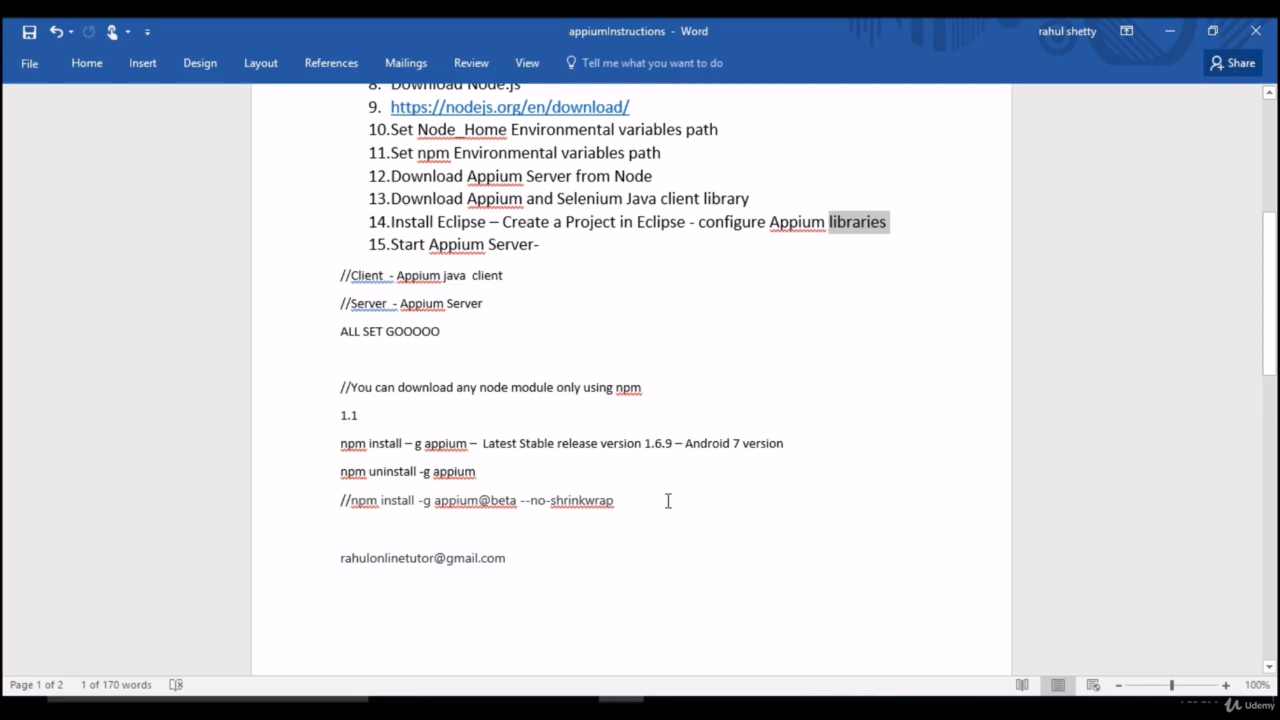 appiumInstructions - Word
rahul shetty
File Home Insert Design Layout References Mailings Review View Tell me what you want to do Share
8. Download Node.js
9. https://nodejs.org/en/download/
10.Set Node_Home Environmental variables path
11.Set npm Environmental variables path
12.Download Appium Server from Node
13.Download Appium and Selenium Java client library
14.Install Eclipse – Create a Project in Eclipse - configure Appium libraries
15.Start Appium Server-
//Client - Appium java client
//Server - Appium Server
ALL SET GOOOOO
//You can download any node module only using npm
1.1
npm install – g appium – Latest Stable release version 1.6.9 – Android 7 version
npm uninstall -g appium
//npm install -g appium@beta --no-shrinkwrap
rahulonlinetutor@gmail.com
Page 1 of 2 1 of 170 words 100%
Udemy